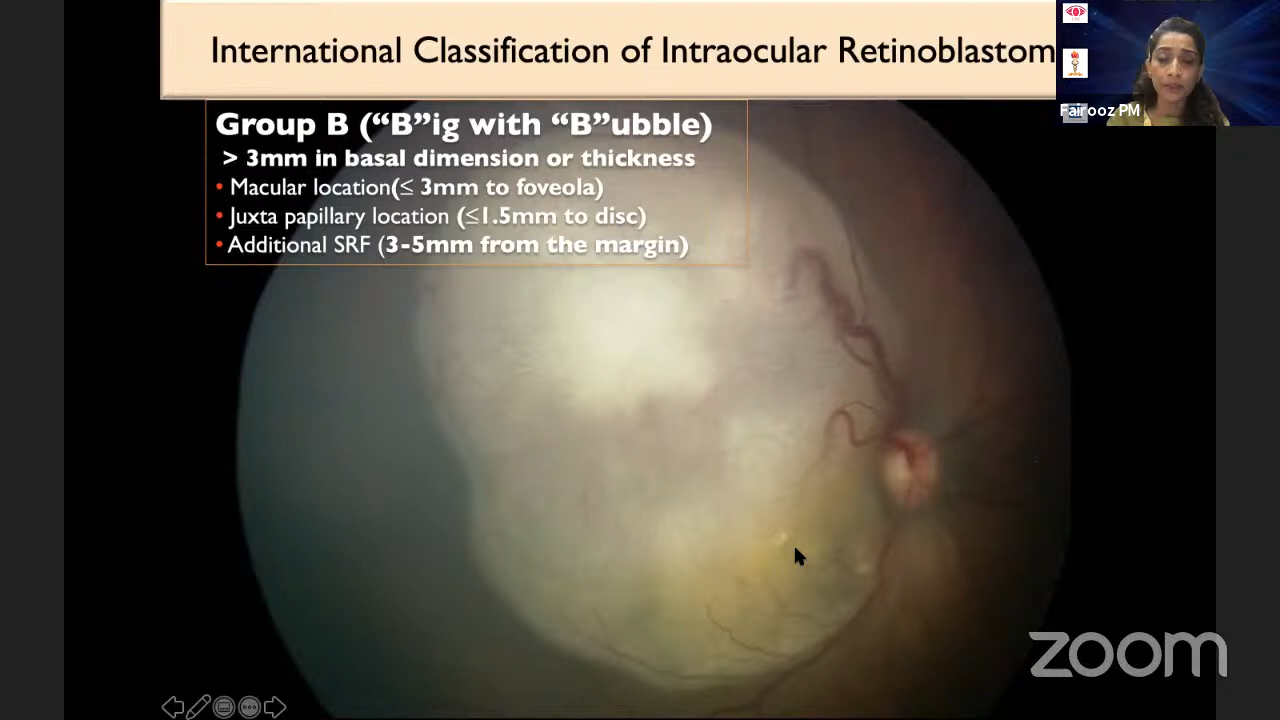 International Classification of Intraocular Retinoblastom
Group B (“B”ig with “B”ubble)
> 3mm in basal dimension or thickness
• Macular location(≤ 3mm to foveola)
• Juxta papillary location (≤1.5mm to disc)
• Additional SRF (3-5mm from the margin)
Fairooz PM
zoom